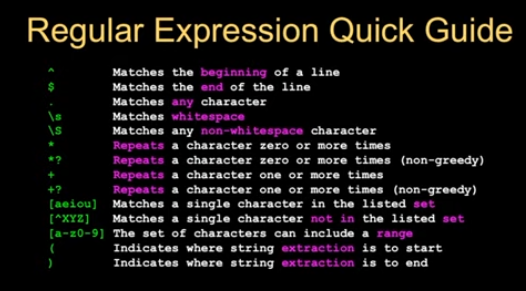 Regular Expression Quick Guide
^ Matches the beginning of a line
$ Matches the end of the line
. Matches any character
\s Matches whitespace
\S Matches any non-whitespace character
* Repeats a character zero or more times
*? Repeats a character zero or more times (non-greedy)
+ Repeats a character one or more times
+? Repeats a character one or more times (non-greedy)
[aeiou] Matches a single character in the listed set
[^XYZ] Matches a single character not in the listed set
[a-z0-9] The set of characters can include a range
( Indicates where string extraction is to start
) Indicates where string extraction is to end